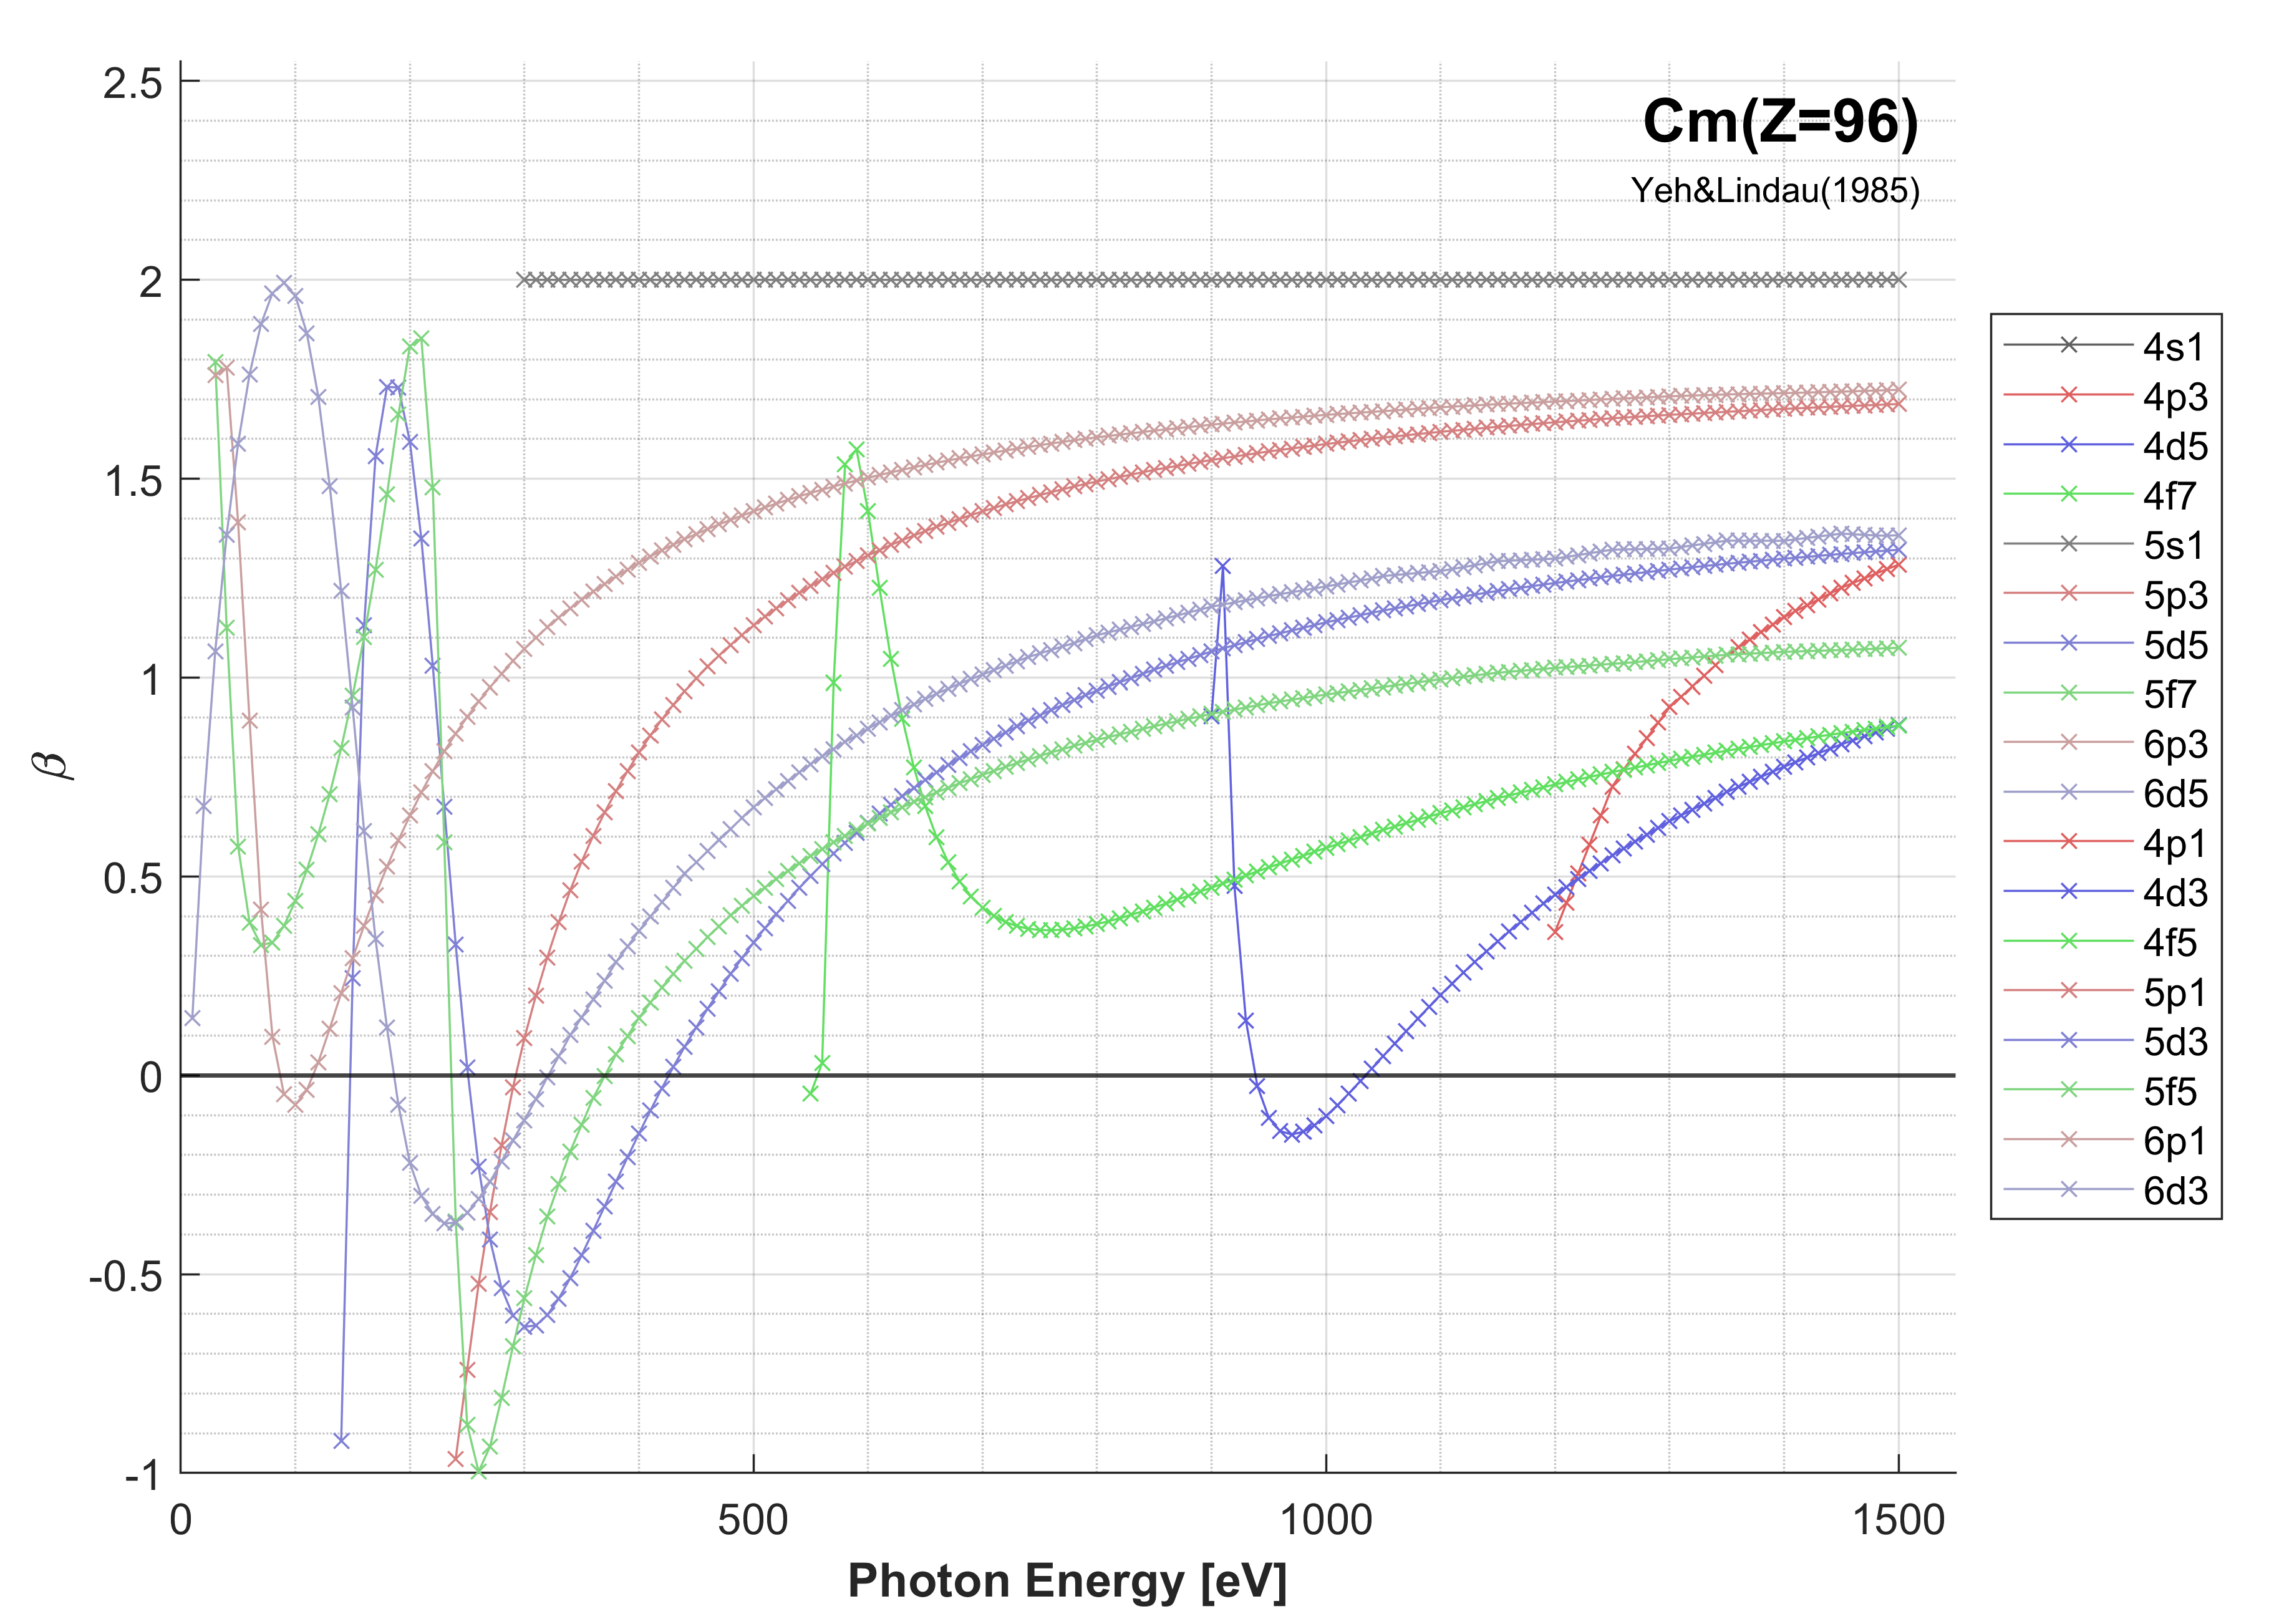 Cm(Z=96)
Yeh&Lindau(1985)
2.5
2
1.5
1
0.5
0
-0.5
-1
β
0 500 1000 1500
Photon Energy [eV]
4s1
4p3
4d5
4f7
5s1
5p3
5d5
5f7
6p3
6d5
4p1
4d3
4f5
5p1
5d3
5f5
6p1
6d3